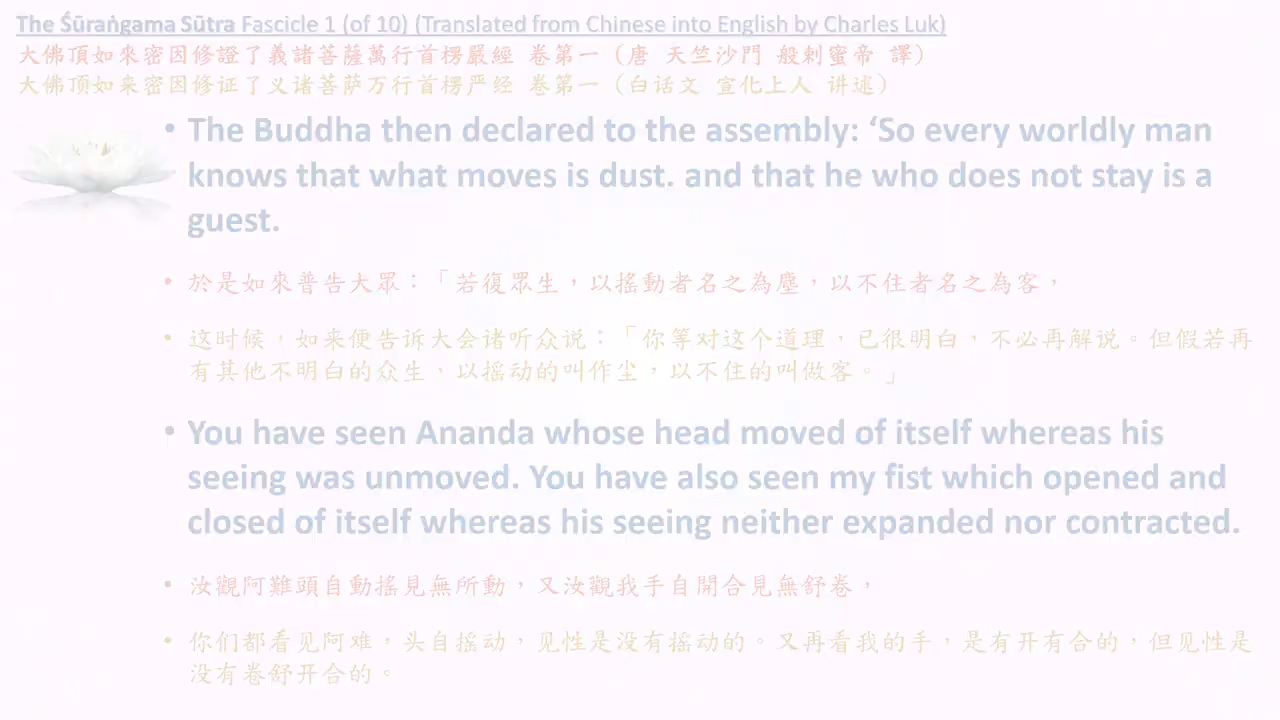 The Śūraṅgama Sūtra Fascicle 1 (of 10) (Translated from Chinese into English by Charles Luk)
大佛頂如來密因修證了義諸菩薩萬行首楞嚴經 卷第一（唐 天竺沙門 般剌蜜帝 譯）
大佛顶如来密因修证了义诸菩萨万行首楞严经 卷第一（白话文 宣化上人 讲述）
• The Buddha then declared to the assembly: ‘So every worldly man
knows that what moves is dust. and that he who does not stay is a
guest.
• 於是如來普告大眾：「若復眾生，以搖動者名之為塵，以不住者名之為客，
• 这时候，如来便告诉大会诸听众说：「你等对这个道理，已很明白，不必再解说。但假若再
有其他不明白的众生，以摇动的叫作尘，以不住的叫做客。」
• You have seen Ananda whose head moved of itself whereas his
seeing was unmoved. You have also seen my fist which opened and
closed of itself whereas his seeing neither expanded nor contracted.
• 汝觀阿難頭自動搖見無所動，又汝觀我手自開合見無舒卷，
• 你们都看见阿难，头自摇动，见性是没有摇动的。又再看我的手，是有开有合的，但见性是
没有卷舒开合的。